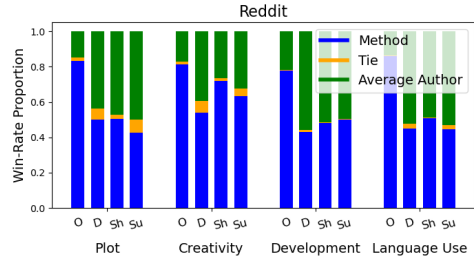 Reddit
Method
Tie
Average Author
Win-Rate Proportion
1.0
0.8
0.6
0.4
0.2
0.0
O D Sh Su O D Sh Su O D Sh Su O D Sh Su
Plot Creativity Development Language Use